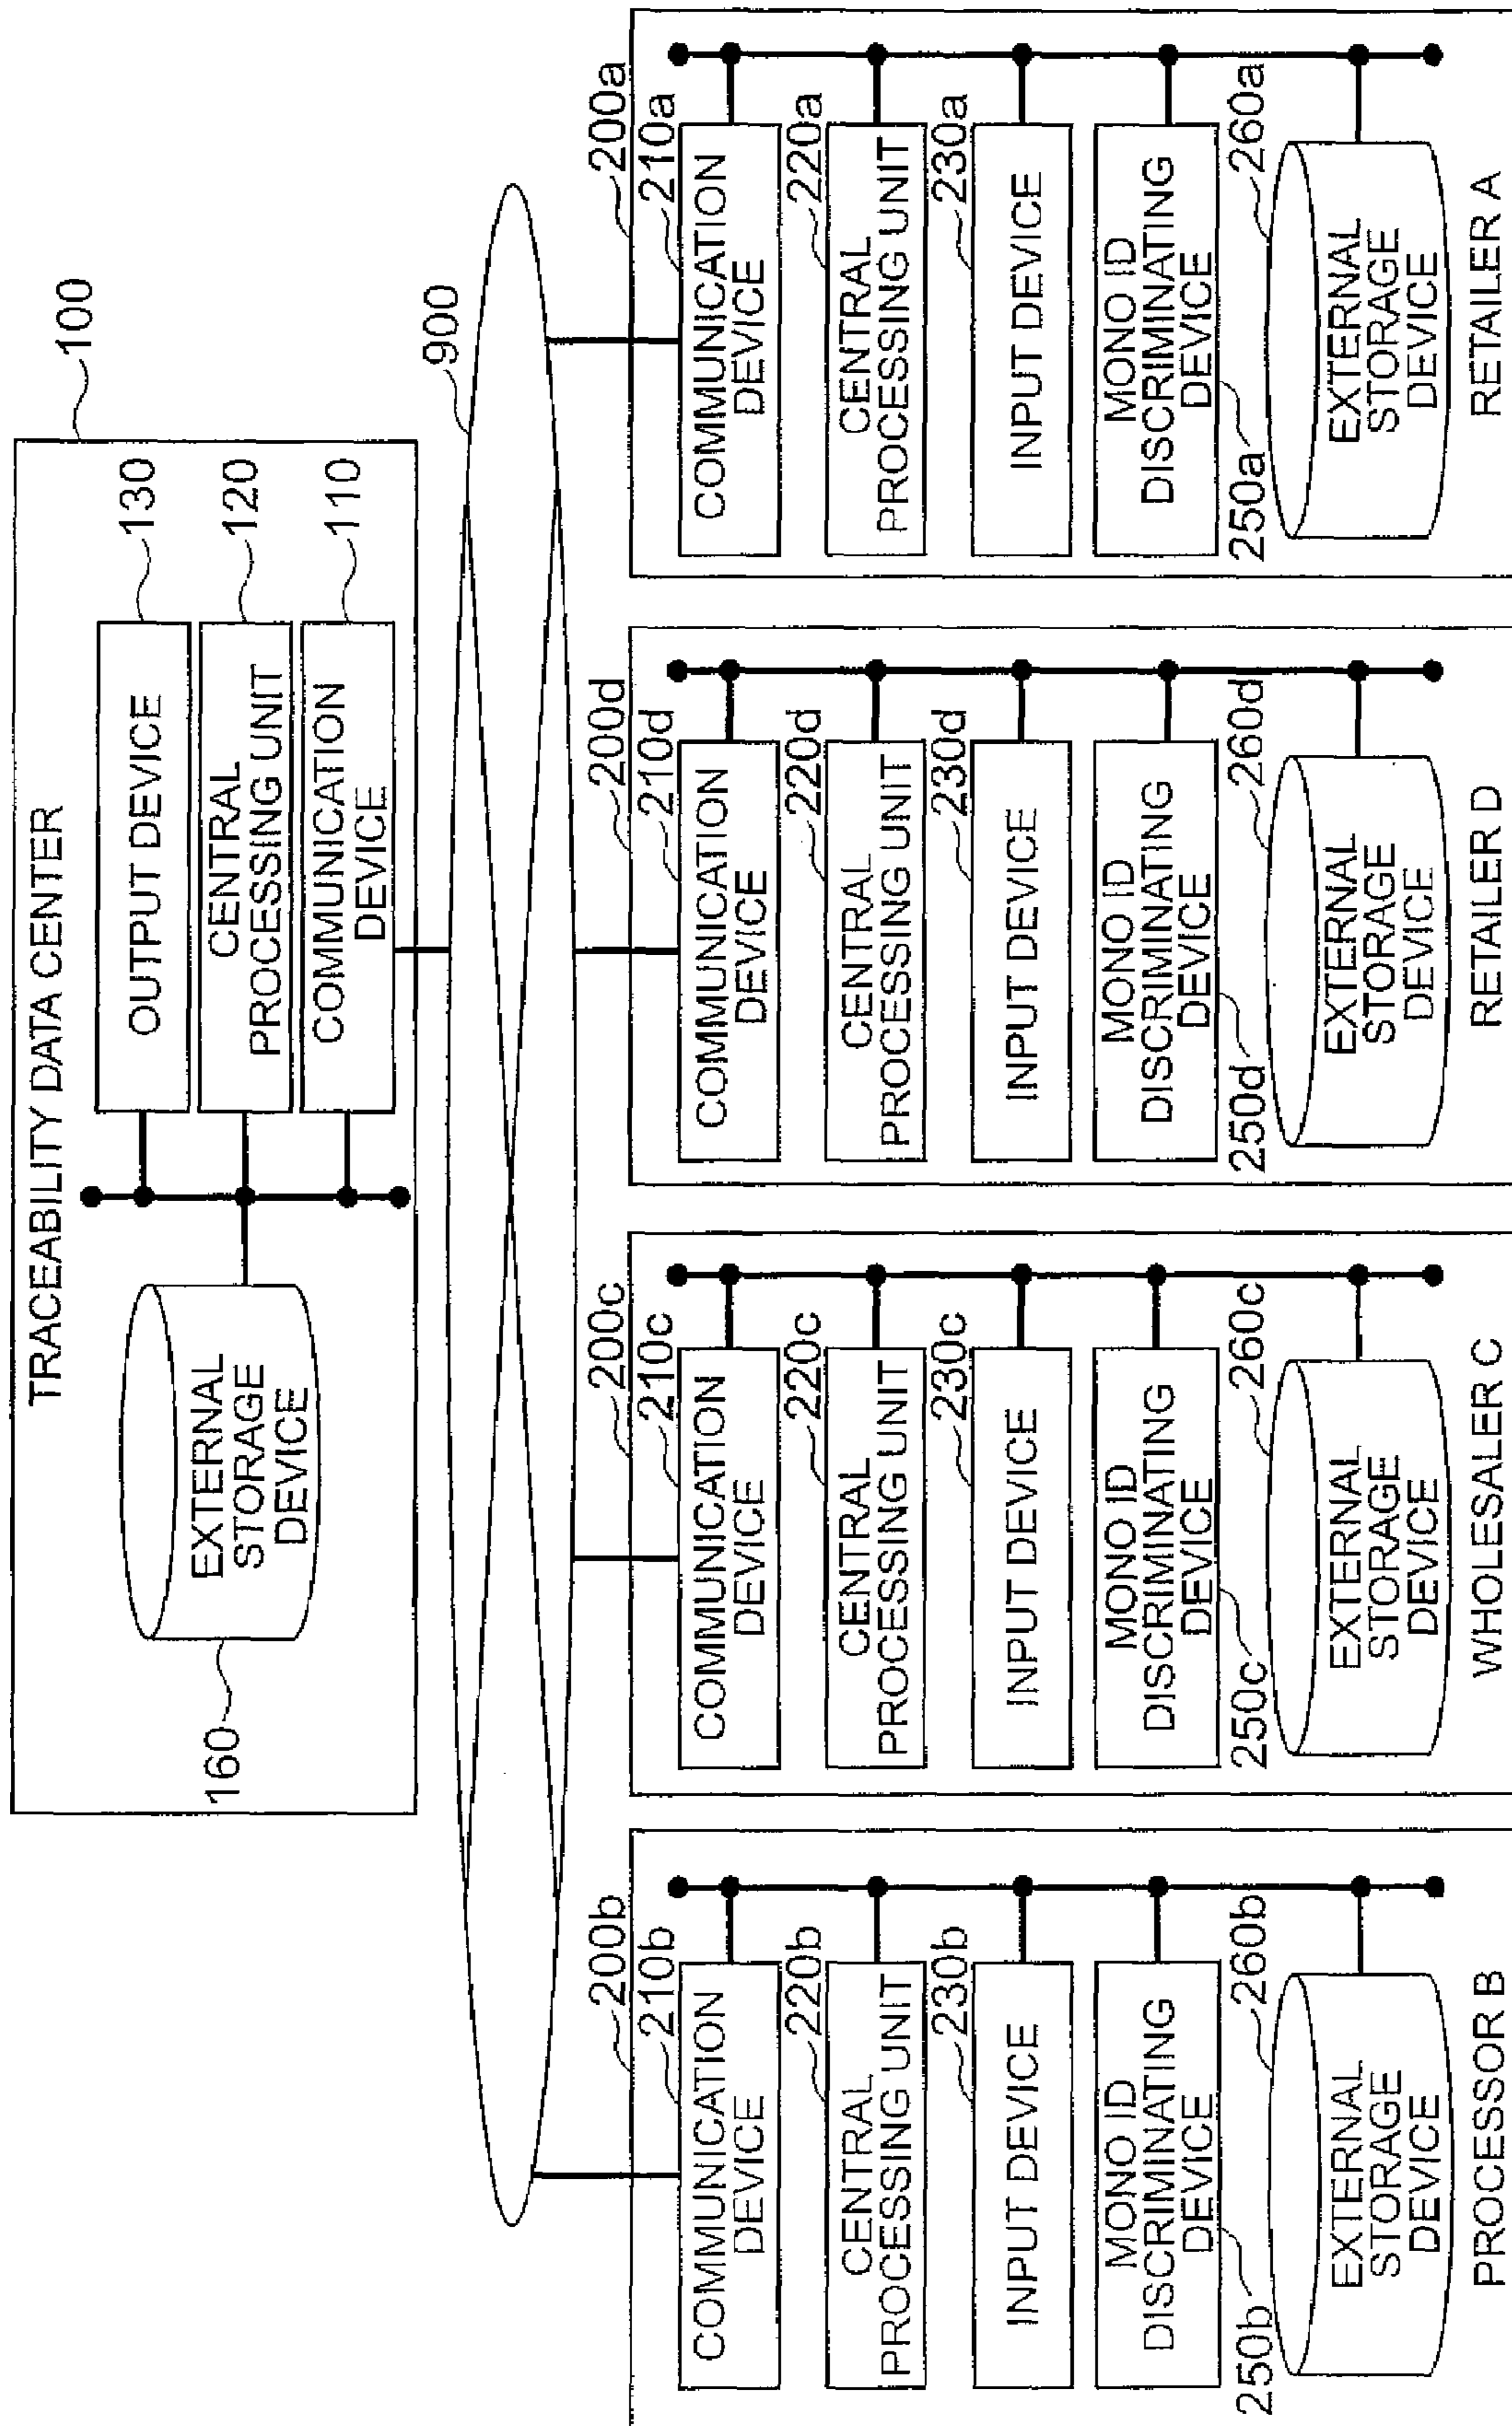 TRACEABILITY DATA CENTER
100
EXTERNAL
STORAGE
DEVICE
160
OUTPUT DEVICE
130
CENTRAL
PROCESSING UNIT
120
COMMUNICATION
DEVICE
110
900
200b
210b
COMMUNICATION
DEVICE
220b
CENTRAL
PROCESSING UNIT
230b
INPUT DEVICE
MONO ID
DISCRIMINATING
DEVICE
250b
260b
EXTERNAL
STORAGE
DEVICE
PROCESSOR B
200c
210c
COMMUNICATION
DEVICE
220c
CENTRAL
PROCESSING UNIT
230c
INPUT DEVICE
MONO ID
DISCRIMINATING
DEVICE
250c
260c
EXTERNAL
STORAGE
DEVICE
WHOLESALER C
200d
210d
COMMUNICATION
DEVICE
220d
CENTRAL
PROCESSING UNIT
230d
INPUT DEVICE
MONO ID
DISCRIMINATING
DEVICE
250d
260d
EXTERNAL
STORAGE
DEVICE
RETAILER D
200a
210a
COMMUNICATION
DEVICE
220a
CENTRAL
PROCESSING UNIT
230a
INPUT DEVICE
MONO ID
DISCRIMINATING
DEVICE
250a
260a
EXTERNAL
STORAGE
DEVICE
RETAILER A